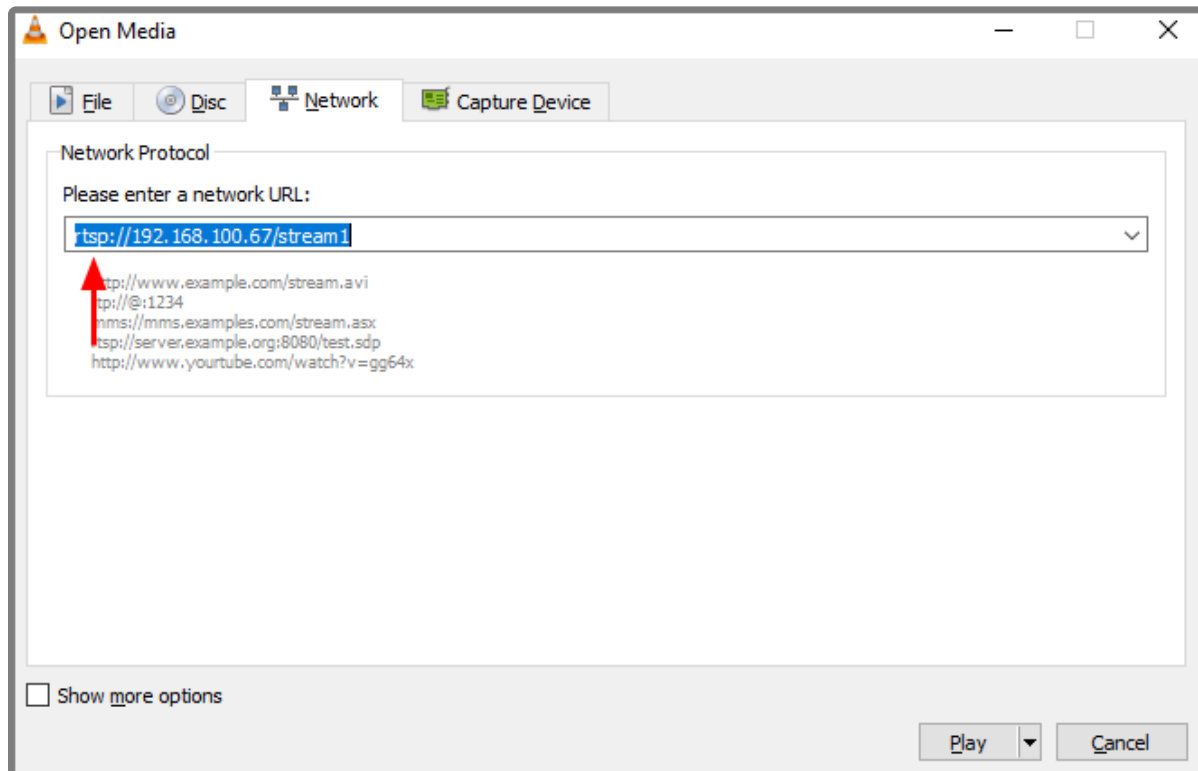 Open Media
File Disc Network Capture Device
Network Protocol
Please enter a network URL:
rtsp://192.168.100.67/stream1
tp://www.example.com/stream.avi
tp://@:1234
mms://mms.examples.com/stream.asx
tsp://server.example.org:8080/test.sdp
http://www.yourtube.com/watch?v=gg64x
Show more options
Play Cancel